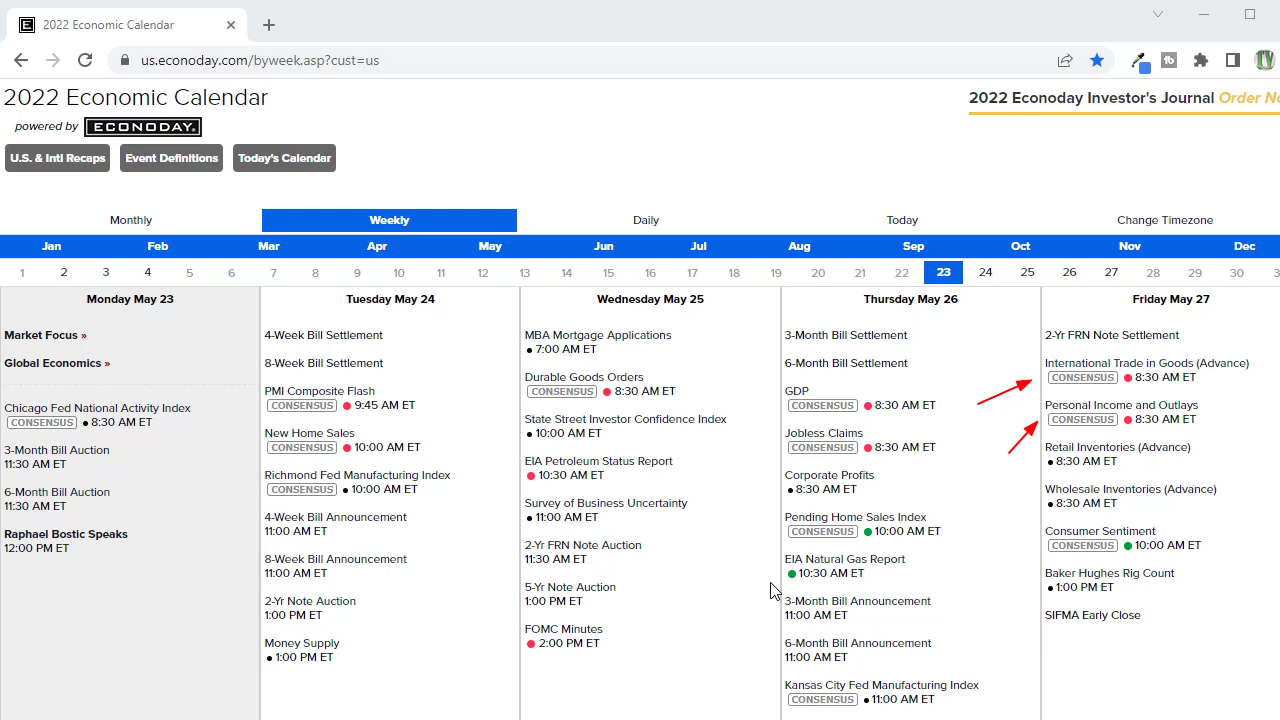 2022 Economic Calendar
us.econoday.com/byweek.asp?cust=us
2022 Economic Calendar
2022 Econoday Investor's Journal Order No
powered by ECONODAY.
U.S. & Intl Recaps Event Definitions Today's Calendar
Monthly Weekly Daily Today Change Timezone
Jan Feb Mar Apr May Jun Jul Aug Sep Oct Nov Dec
1 2 3 4 5 6 7 8 9 10 11 12 13 14 15 16 17 18 19 20 21 22 23 24 25 26 27 28 29 30 3
Monday May 23
Market Focus »
Global Economics »
Chicago Fed National Activity Index
CONSENSUS 8:30 AM ET
3-Month Bill Auction
11:30 AM ET
6-Month Bill Auction
11:30 AM ET
Raphael Bostic Speaks
12:00 PM ET
Tuesday May 24
4-Week Bill Settlement
8-Week Bill Settlement
PMI Composite Flash
CONSENSUS 9:45 AM ET
New Home Sales
CONSENSUS 10:00 AM ET
Richmond Fed Manufacturing Index
CONSENSUS 10:00 AM ET
4-Week Bill Announcement
11:00 AM ET
8-Week Bill Announcement
11:00 AM ET
2-Yr Note Auction
1:00 PM ET
Money Supply
1:00 PM ET
Wednesday May 25
MBA Mortgage Applications
7:00 AM ET
Durable Goods Orders
CONSENSUS 8:30 AM ET
State Street Investor Confidence Index
10:00 AM ET
EIA Petroleum Status Report
10:30 AM ET
Survey of Business Uncertainty
11:00 AM ET
2-Yr FRN Note Auction
11:30 AM ET
5-Yr Note Auction
1:00 PM ET
FOMC Minutes
2:00 PM ET
Thursday May 26
3-Month Bill Settlement
6-Month Bill Settlement
GDP
CONSENSUS 8:30 AM ET
Jobless Claims
CONSENSUS 8:30 AM ET
Corporate Profits
8:30 AM ET
Pending Home Sales Index
CONSENSUS 10:00 AM ET
EIA Natural Gas Report
10:30 AM ET
3-Month Bill Announcement
11:00 AM ET
6-Month Bill Announcement
11:00 AM ET
Kansas City Fed Manufacturing Index
CONSENSUS 11:00 AM ET
Friday May 27
2-Yr FRN Note Settlement
International Trade in Goods (Advance)
CONSENSUS 8:30 AM ET
Personal Income and Outlays
CONSENSUS 8:30 AM ET
Retail Inventories (Advance)
8:30 AM ET
Wholesale Inventories (Advance)
8:30 AM ET
Consumer Sentiment
CONSENSUS 10:00 AM ET
Baker Hughes Rig Count
1:00 PM ET
SIFMA Early Close